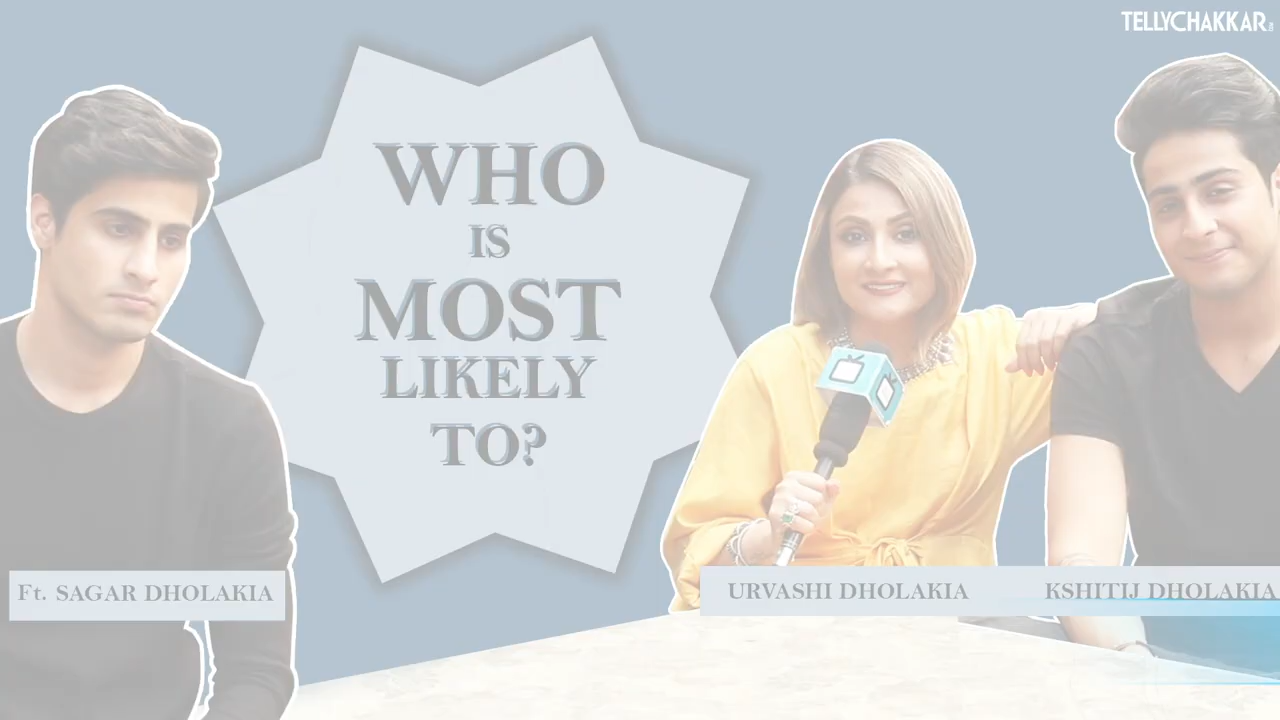 TELLYCHAKKAR
WHO
IS
MOST
LIKELY
TO?
Ft. SAGAR DHOLAKIA
URVASHI DHOLAKIA
KSHITIJ DHOLAKIA